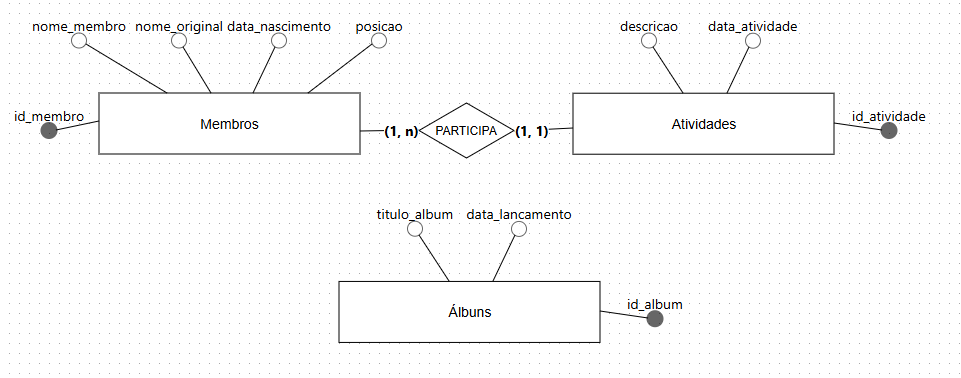 nome_membro nome_original data_nascimento posicao
descricao data_atividade
id_membro
Membros
(1, n) PARTICIPA (1, 1)
Atividades
id_atividade
titulo_album data_lancamento
Álbuns
id_album